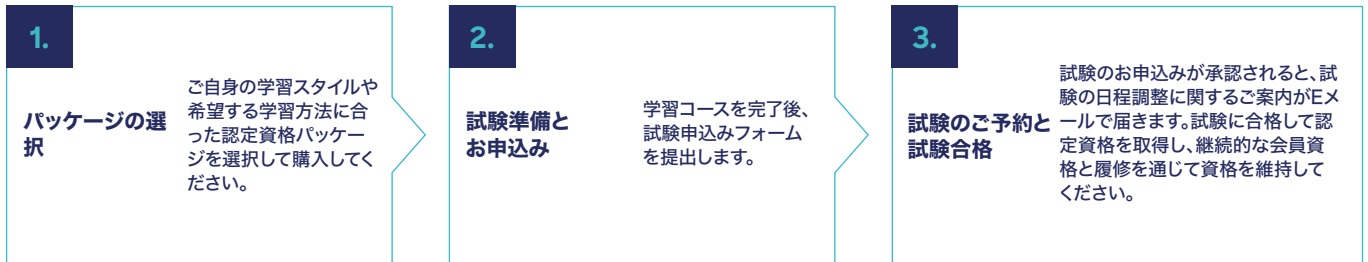 1.
パッケージの選
択
ご自身の学習スタイルや
希望する学習方法に合
った認定資格パッケー
ジを選択して購入してく
ださい。
2.
試験準備と
お申込み
学習コースを完了後、
試験申込みフォーム
を提出します。
3.
試験のご予約と
試験合格
試験のお申込みが承認されると、試
験の日程調整に関するご案内がEメ
ールで届きます。試験に合格して認
定資格を取得し、継続的な会員資
格と履修を通じて資格を維持して
ください。